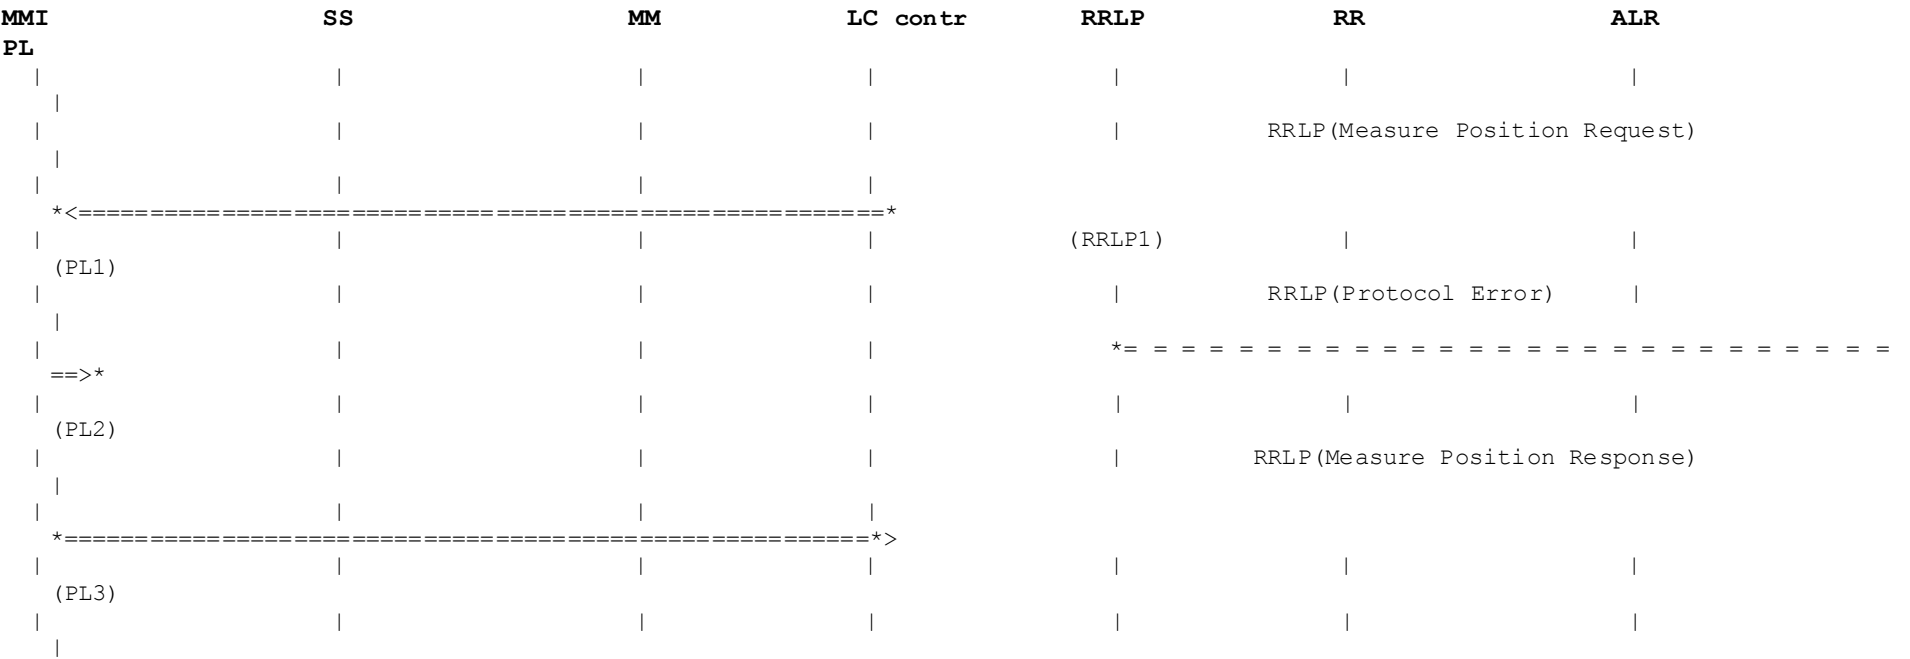 MMI SS MM LC contr RRLP RR ALR
PL
| | | | | | |
|
| | | | | RRLP(Measure Position Request)
|
| | | |
*<========================================================*
| | | | (RRLP1) | |
(PL1)
| | | | | RRLP(Protocol Error) |
|
| | | | *= = = = = = = = = = = = = = = = = = = = = = = = = = =
==>*
| | | | | | |
(PL2)
| | | | | RRLP(Measure Position Response)
|
| | | |
*========================================================*>
| | | | | | |
(PL3)
| | | | | | |
|